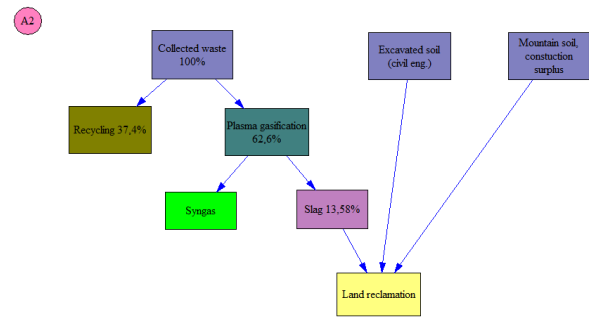 A2
Collected waste
100%
Excavated soil
(civil eng.)
Mountain soil,
constuction
surplus
Recycling 37,4%
Plasma gasification
62,6%
Syngas
Slag 13,58%
Land reclamation